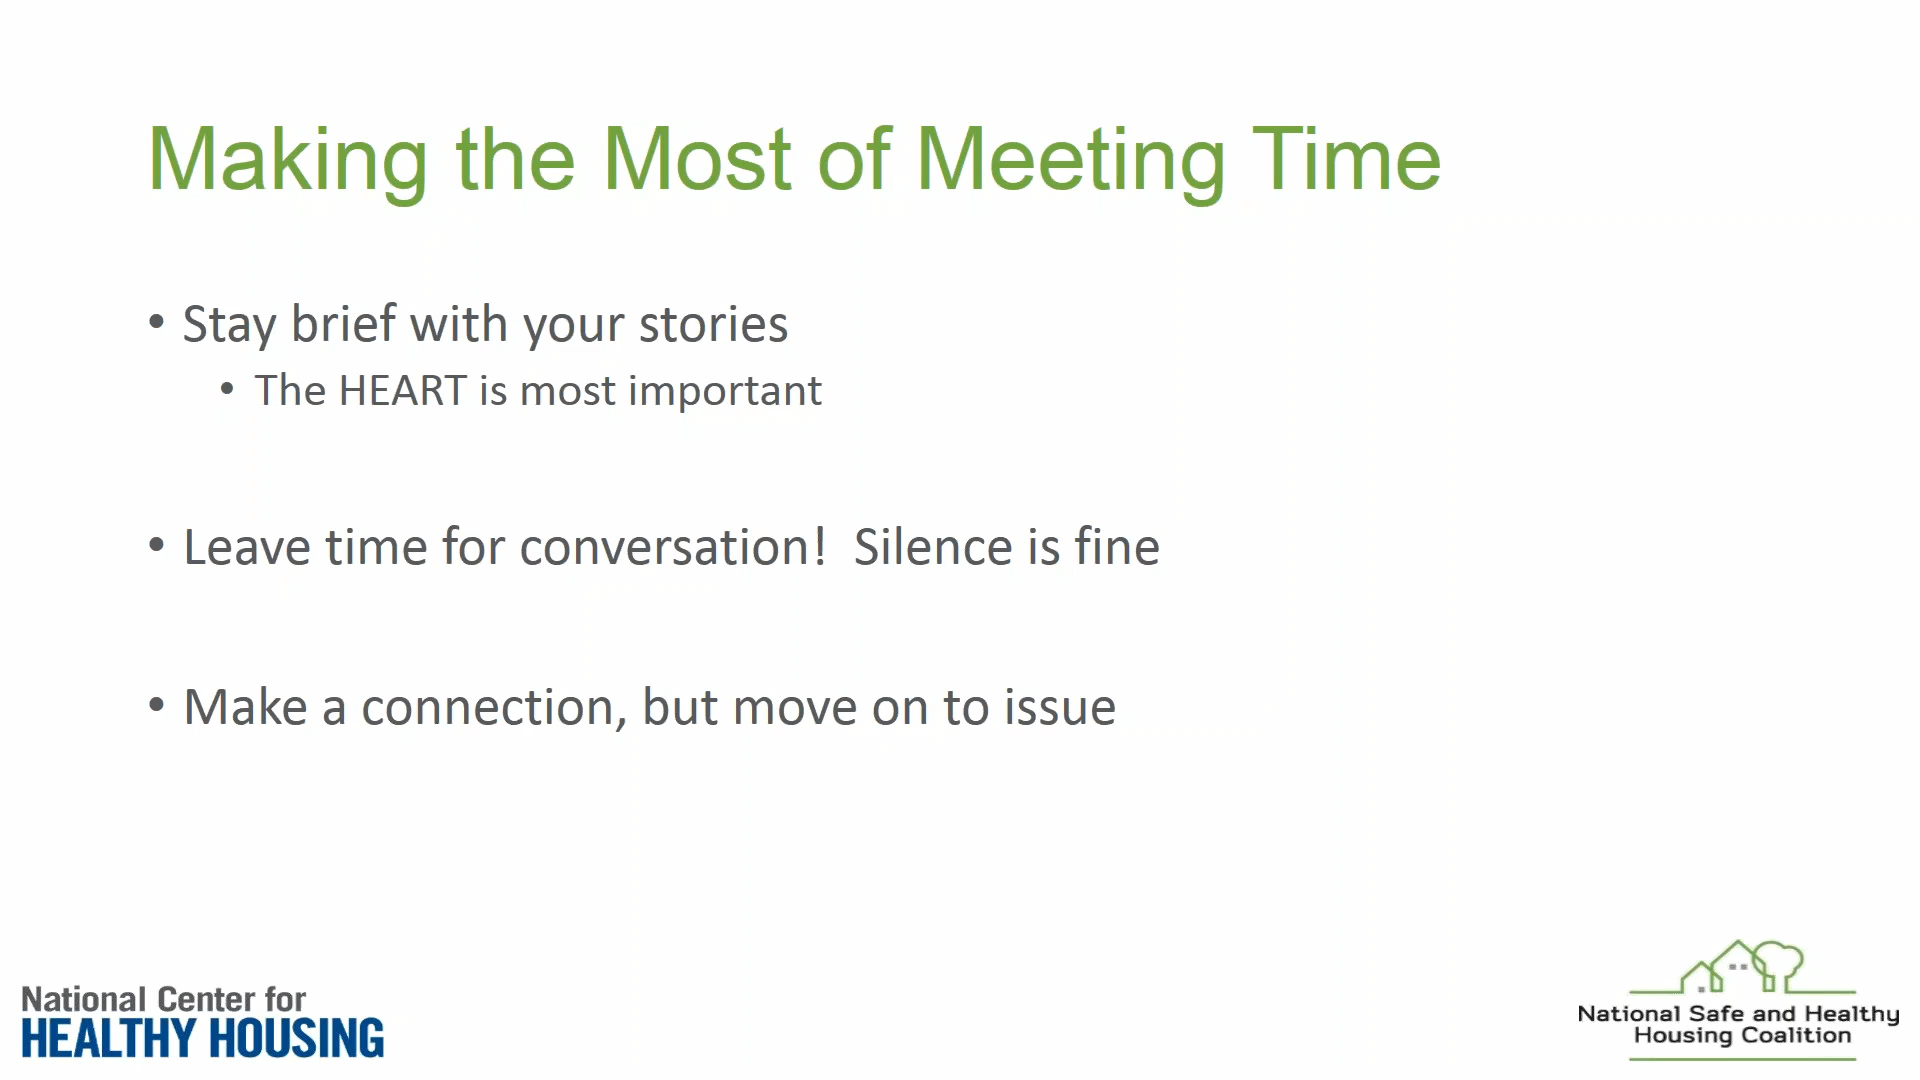 Making the Most of Meeting Time
• Stay brief with your stories
• The HEART is most important
• Leave time for conversation!  Silence is fine
• Make a connection, but move on to issue
National Center for
HEALTHY HOUSING
National Safe and Healthy
Housing Coalition